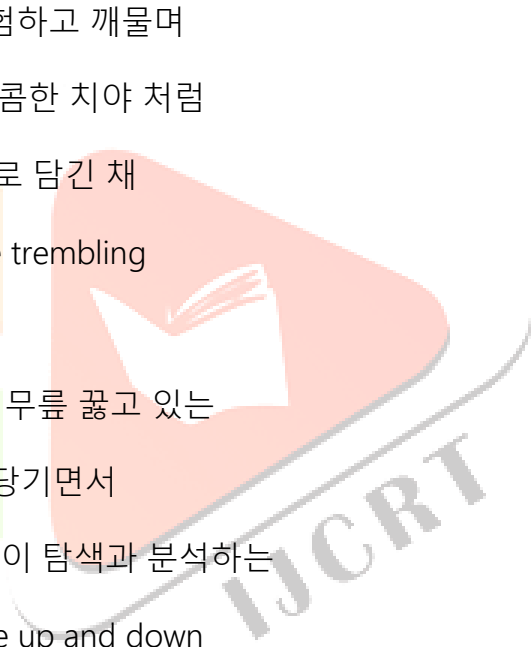 험하고 깨물며
콤한 치야 처럼
로 담긴 채
trembling
무릎 꿇고 있는
당기면서
이 탐색과 분석하는
up and down
IJCRT